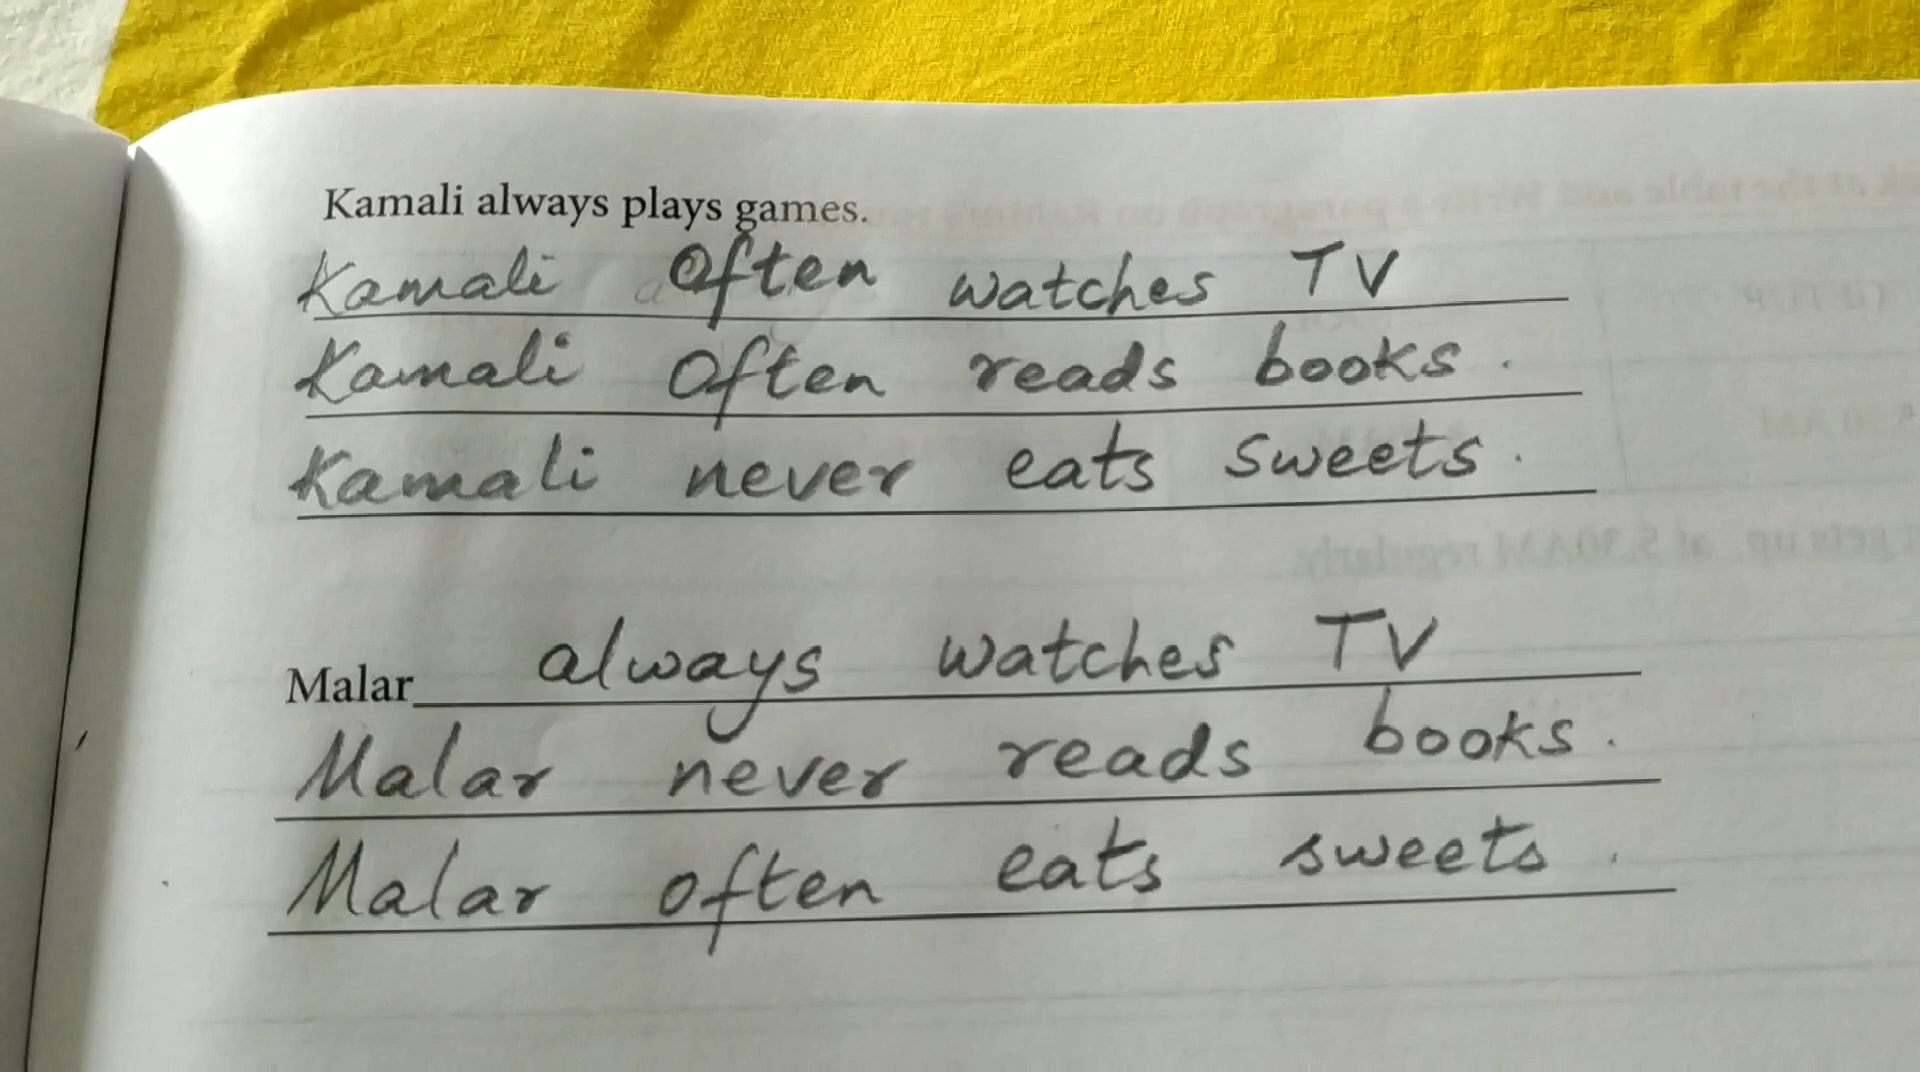 Kamali always plays games.
Kamali Often watches TV
Kamali Often reads books.
Kamali never eats sweets.
Malar always watches TV
Malar never reads books.
Malar often eats sweets.